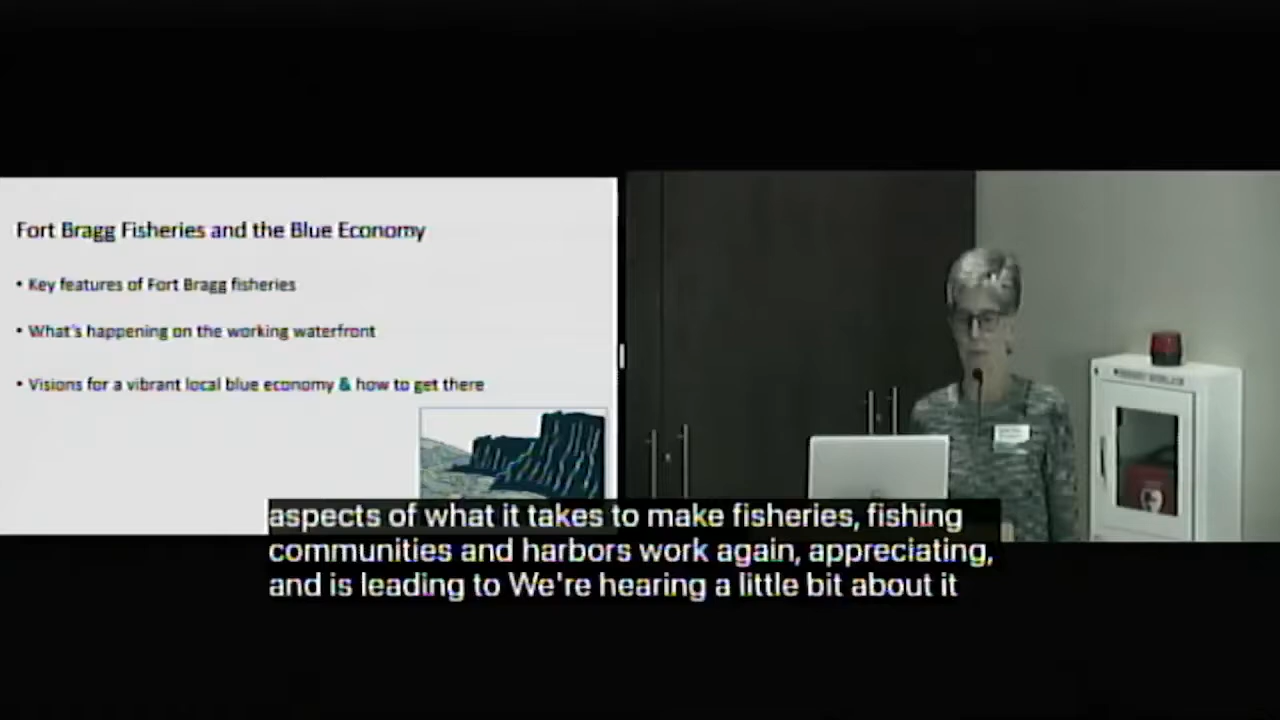 Fort Bragg Fisheries and the Blue Economy
• Key features of Fort Bragg fisheries
• What's happening on the working waterfront
• Visions for a vibrant local blue economy & how to get there
aspects of what it takes to make fisheries, fishing
communities and harbors work again, appreciating,
and is leading to We're hearing a little bit about it